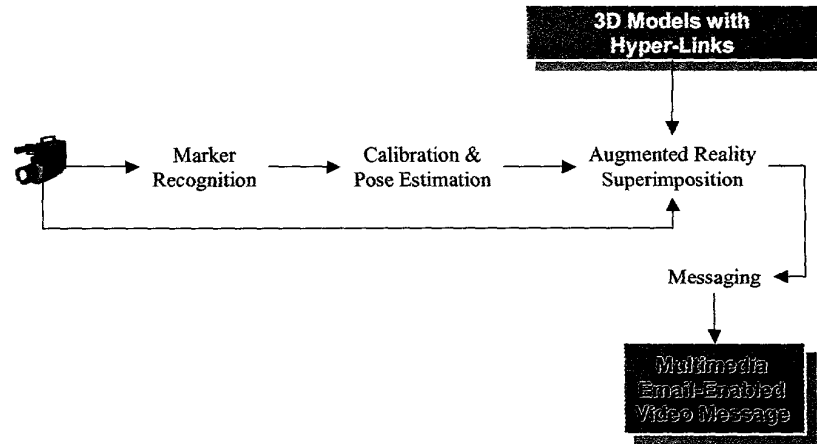 3D Models with
Hyper-Links
Marker
Recognition
Calibration &
Pose Estimation
Augmented Reality
Superimposition
Messaging
Multimedia
Email-Enabled
Video Message